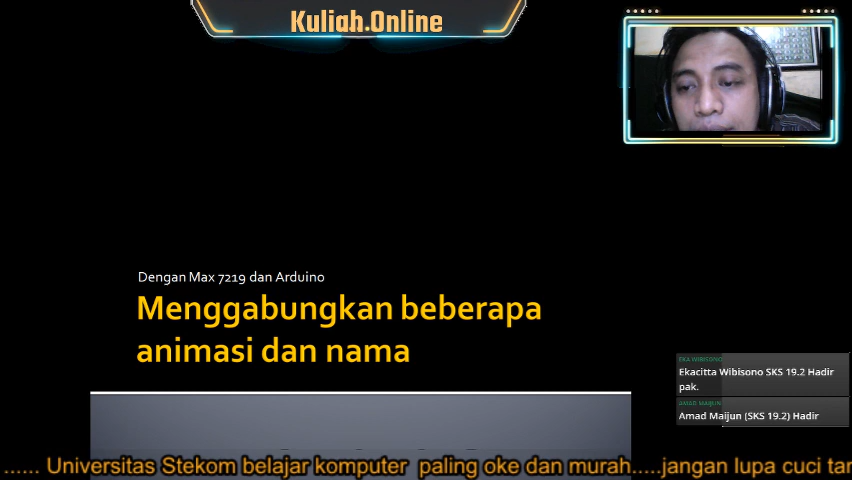 Kuliah.Online
Dengan Max 7219 dan Arduino
Menggabungkan beberapa
animasi dan nama
EKA WIBISONO
Ekacitta Wibisono SKS 19.2 Hadir
pak.
AMAD MAIJUN
Amad Maijun (SKS 19.2) Hadir
...... Universitas Stekom belajar komputer paling oke dan murah.....jangan lupa cuci tan